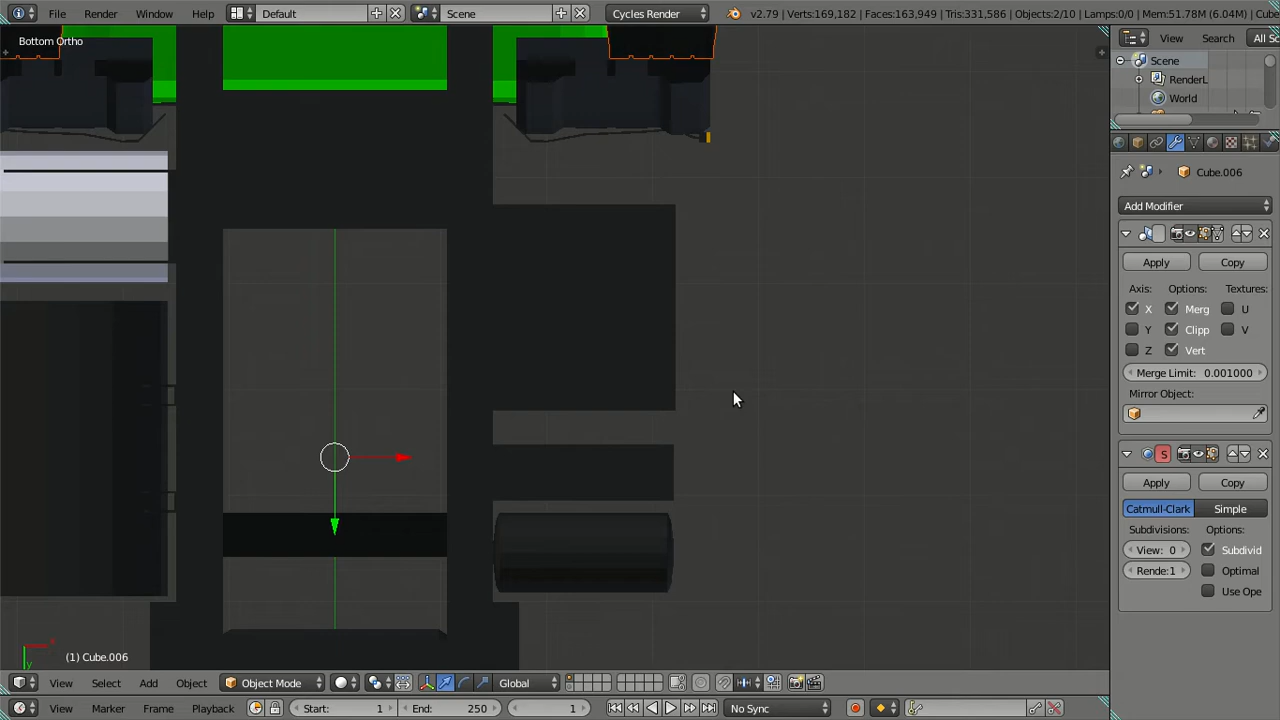 File Render Window Help Default Scene Cycles Render v2.79 | Verts:169,182 | Faces:163,949 | Tris:331,586 | Objects:2/10 | Lamps:0/0 | Mem:51.78M (6.04M) | Cube
Bottom Ortho
View Search All Sc
Scene
RenderL
World
Cube.006
Add Modifier
Apply Copy
Axis: Options: Textures:
X Merg U
Y Clipp V
Z Vert
Merge Limit: 0.001000
Mirror Object:
S
Apply Copy
Catmull-Clark Simple
Subdivisions: Options:
View: 0 Subdivid
Rende:1 Optimal
Use Ope
x
y
(1) Cube.006
View Select Add Object Object Mode Global
View Marker Frame Playback Start: 1 End: 250 1 No Sync